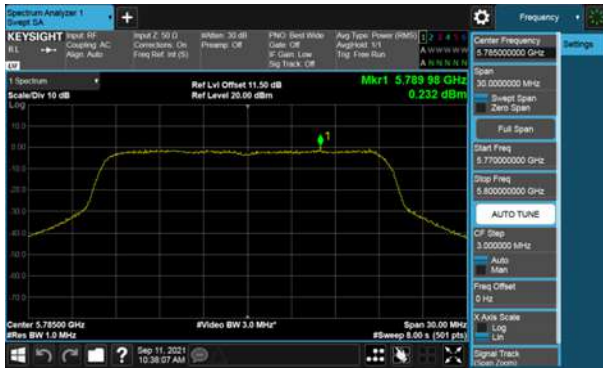 Spectrum Analyzer 1
Swept SA
+
Frequency
KEYSIGHT
Input: RF
Coupling: AC
Align: Auto
RL
Input Z: 50 Ω
Corrections: On
Freq Ref: Int (S)
#Atten: 30 dB
Preamp: Off
PNO: Best Wide
Gate: Off
IF Gain: Low
Sig Track: Off
Avg Type: Power (RMS)
Avg|Hold: 1/1
Trig: Free Run
1 2 3 4 5 6
A W W W W W
A N N N N N
1 Spectrum
Scale/Div 10 dB
Log
Ref Lvl Offset 11.50 dB
Ref Level 20.00 dBm
Mkr1 5.789 98 GHz
0.232 dBm
10.0
0.00
-10.0
-20.0
-30.0
-40.0
-50.0
-60.0
-70.0
1
Center 5.78500 GHz
#Res BW 1.0 MHz
#Video BW 3.0 MHz*
Span 30.00 MHz
#Sweep 8.00 s (501 pts)
?
Sep 11, 2021
10:38:07 AM
Settings
Center Frequency
5.785000000 GHz
Span
30.0000000 MHz
Swept Span
Zero Span
Full Span
Start Freq
5.770000000 GHz
Stop Freq
5.800000000 GHz
AUTO TUNE
CF Step
3.000000 MHz
Auto
Man
Freq Offset
0 Hz
X Axis Scale
Log
Lin
Signal Track
(Span Zoom)